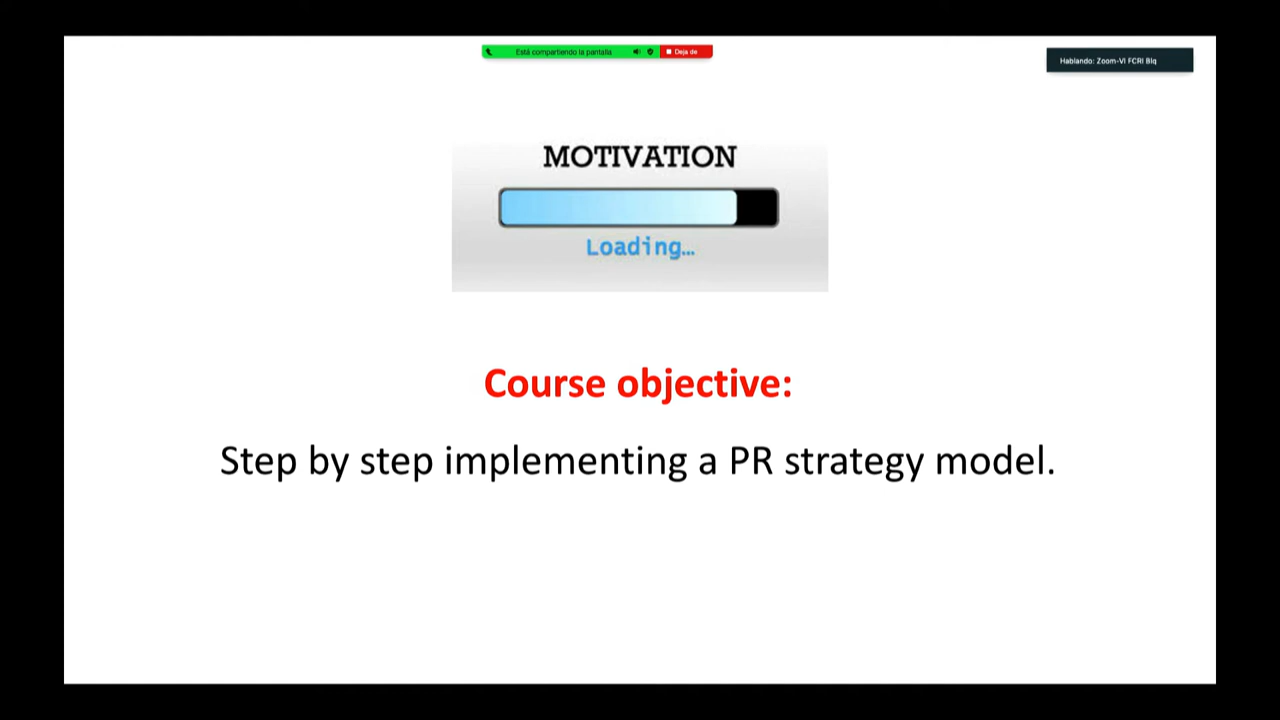 Está compartiendo la pantalla
Deja de
Hablando: Zoom-VI FCRI Blq
MOTIVATION
Loading...
Course objective:
Step by step implementing a PR strategy model.